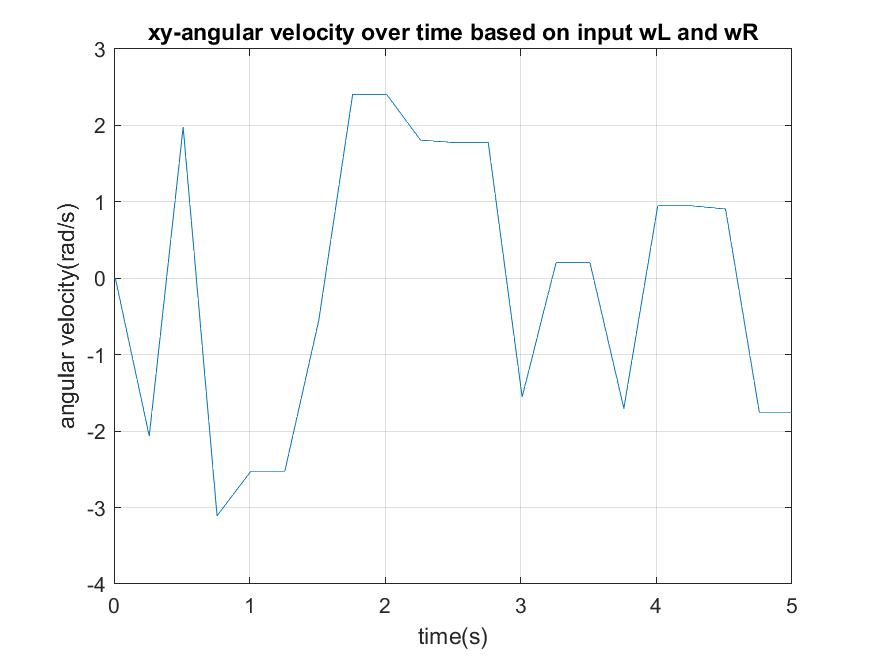 xy-angular velocity over time based on input wL and wR
3
2
1
0
-1
-2
-3
-4
angular velocity(rad/s)
0 1 2 3 4 5
time(s)